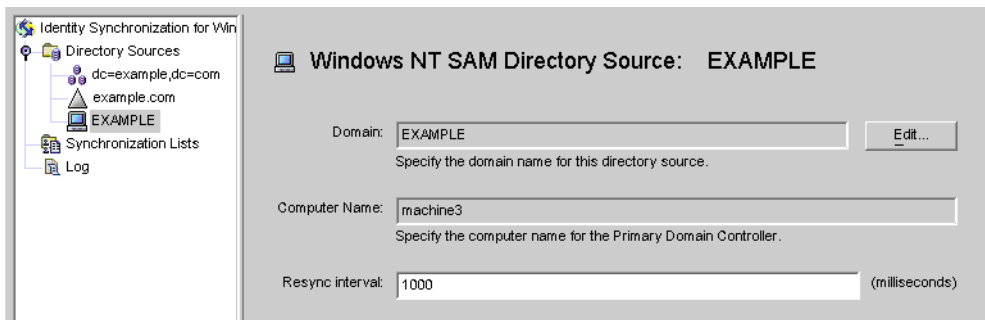 Identity Synchronization for Win
Directory Sources
dc=example,dc=com
example.com
EXAMPLE
Synchronization Lists
Log
Windows NT SAM Directory Source: EXAMPLE
Domain: EXAMPLE Edit...
Specify the domain name for this directory source.
Computer Name: machine3
Specify the computer name for the Primary Domain Controller.
Resync interval: 1000 (milliseconds)